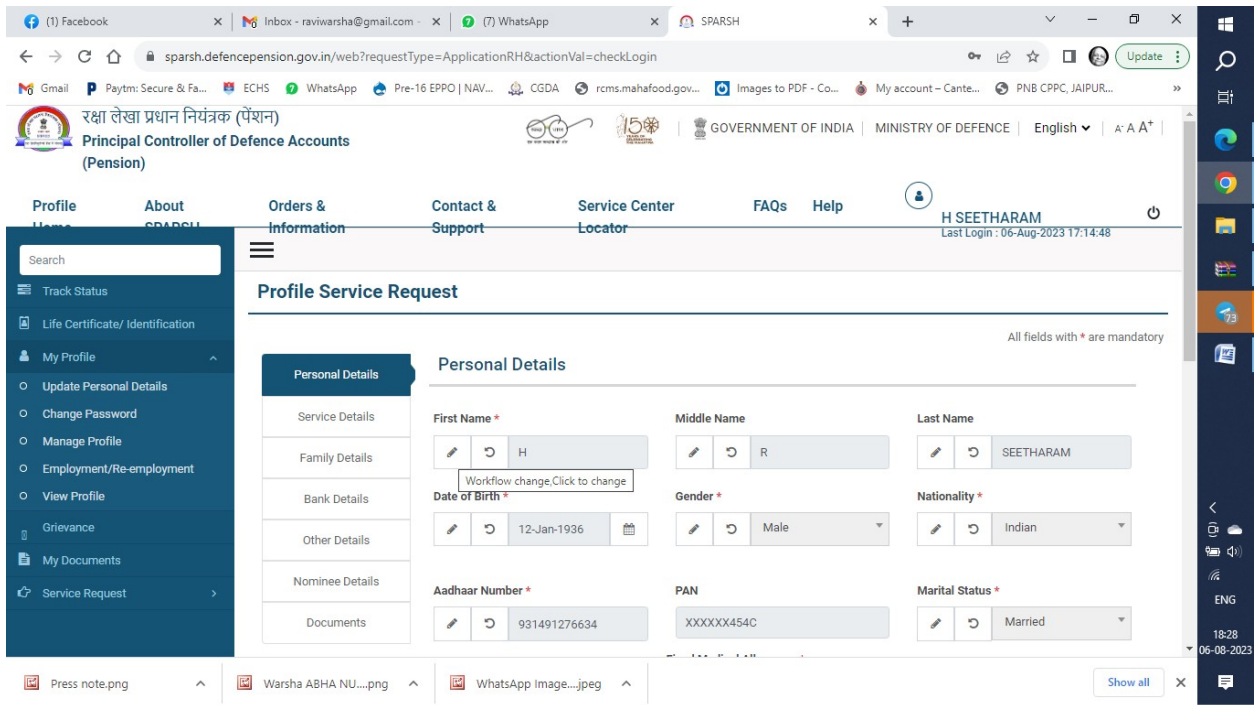 (1) Facebook
Inbox - raviwarsha@gmail.com -
(7) WhatsApp
SPARSH
sparsh.defencepension.gov.in/web?requestType=ApplicationRH&actionVal=checkLogin
Update
Gmail
Paytm: Secure & Fa...
ECHS
WhatsApp
Pre-16 EPPO | NAV...
CGDA
rcms.mahafood.gov...
Images to PDF - Co...
My account – Cante...
PNB CPPC, JAIPUR...
रक्षा लेखा प्रधान नियंत्रक (पेंशन)
Principal Controller of Defence Accounts
(Pension)
GOVERNMENT OF INDIA
MINISTRY OF DEFENCE
English
A- A A+
Profile
Home
About
SPARSH
Orders &
Information
Contact &
Support
Service Center
Locator
FAQs
Help
H SEETHARAM
Last Login : 06-Aug-2023 17:14:48
Search
Track Status
Life Certificate/ Identification
My Profile
Update Personal Details
Change Password
Manage Profile
Employment/Re-employment
View Profile
Grievance
My Documents
Service Request
Profile Service Request
All fields with * are mandatory
Personal Details
Service Details
Family Details
Bank Details
Other Details
Nominee Details
Documents
Personal Details
First Name *
Middle Name
Last Name
H
R
SEETHARAM
Workflow change,Click to change
Date of Birth *
Gender *
Nationality *
12-Jan-1936
Male
Indian
Aadhaar Number *
PAN
Marital Status *
931491276634
XXXXXX454C
Married
Press note.png
Warsha ABHA NU....png
WhatsApp Image....jpeg
Show all
73
ENG
18:28
06-08-2023